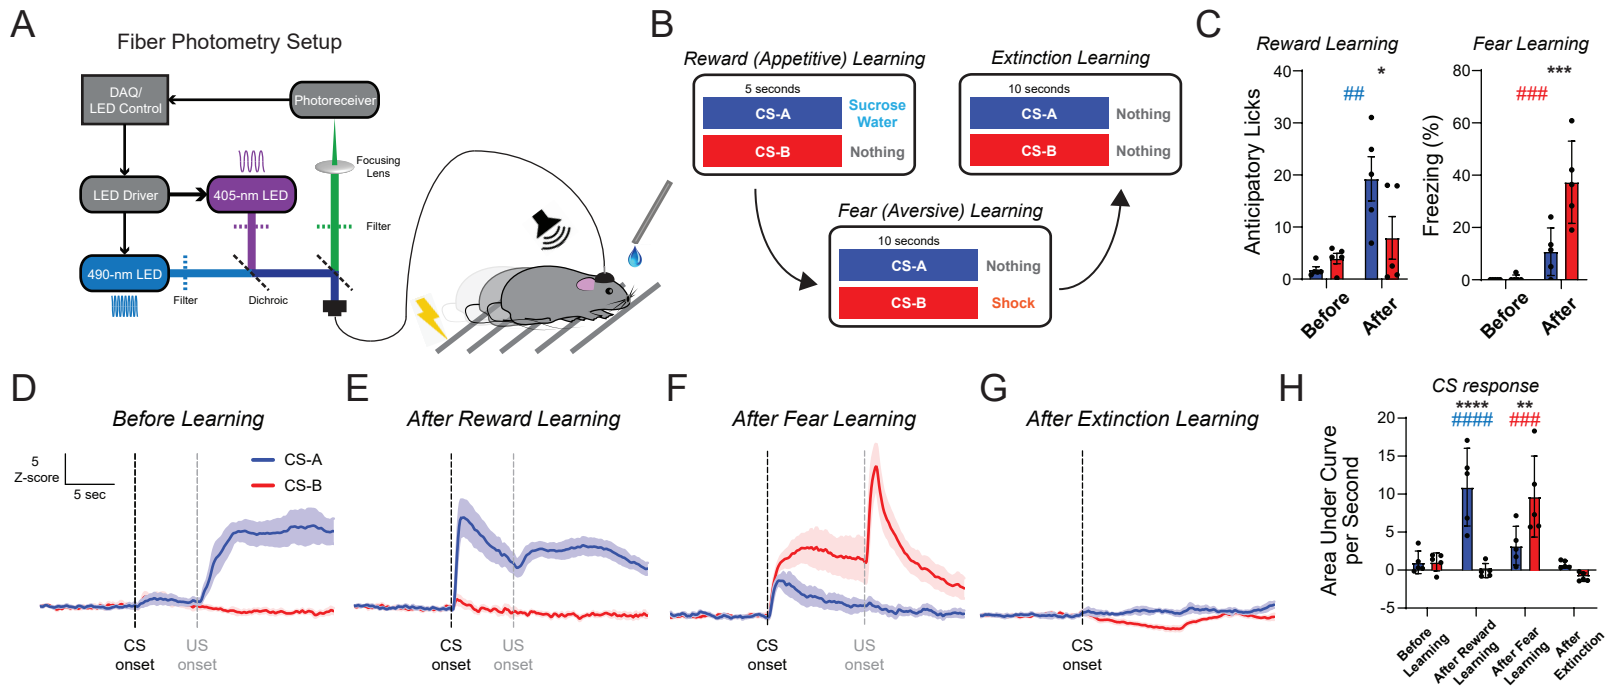 A
Fiber Photometry Setup
DAQ/
LED Control
Photoreceiver
Focusing
Lens
LED Driver
405-nm LED
Filter
490-nm LED
Filter
Dichroic
B
Reward (Appetitive) Learning
5 seconds
CS-A
Sucrose
Water
CS-B
Nothing
Extinction Learning
10 seconds
CS-A
Nothing
CS-B
Nothing
Fear (Aversive) Learning
10 seconds
CS-A
Nothing
CS-B
Shock
C
Reward Learning
*
##
Anticipatory Licks
40
30
20
10
0
Before
After
Fear Learning
***
###
Freezing (%)
80
60
40
20
0
Before
After
D
Before Learning
5
Z-score
5 sec
CS-A
CS-B
CS
onset
US
onset
E
After Reward Learning
CS
onset
US
onset
F
After Fear Learning
CS
onset
US
onset
G
After Extinction Learning
CS
onset
H
CS response
**** **
#### ###
Area Under Curve
per Second
20
15
10
5
0
-5
Before
Learning
After Reward
Learning
After Fear
Learning
After
Extinction